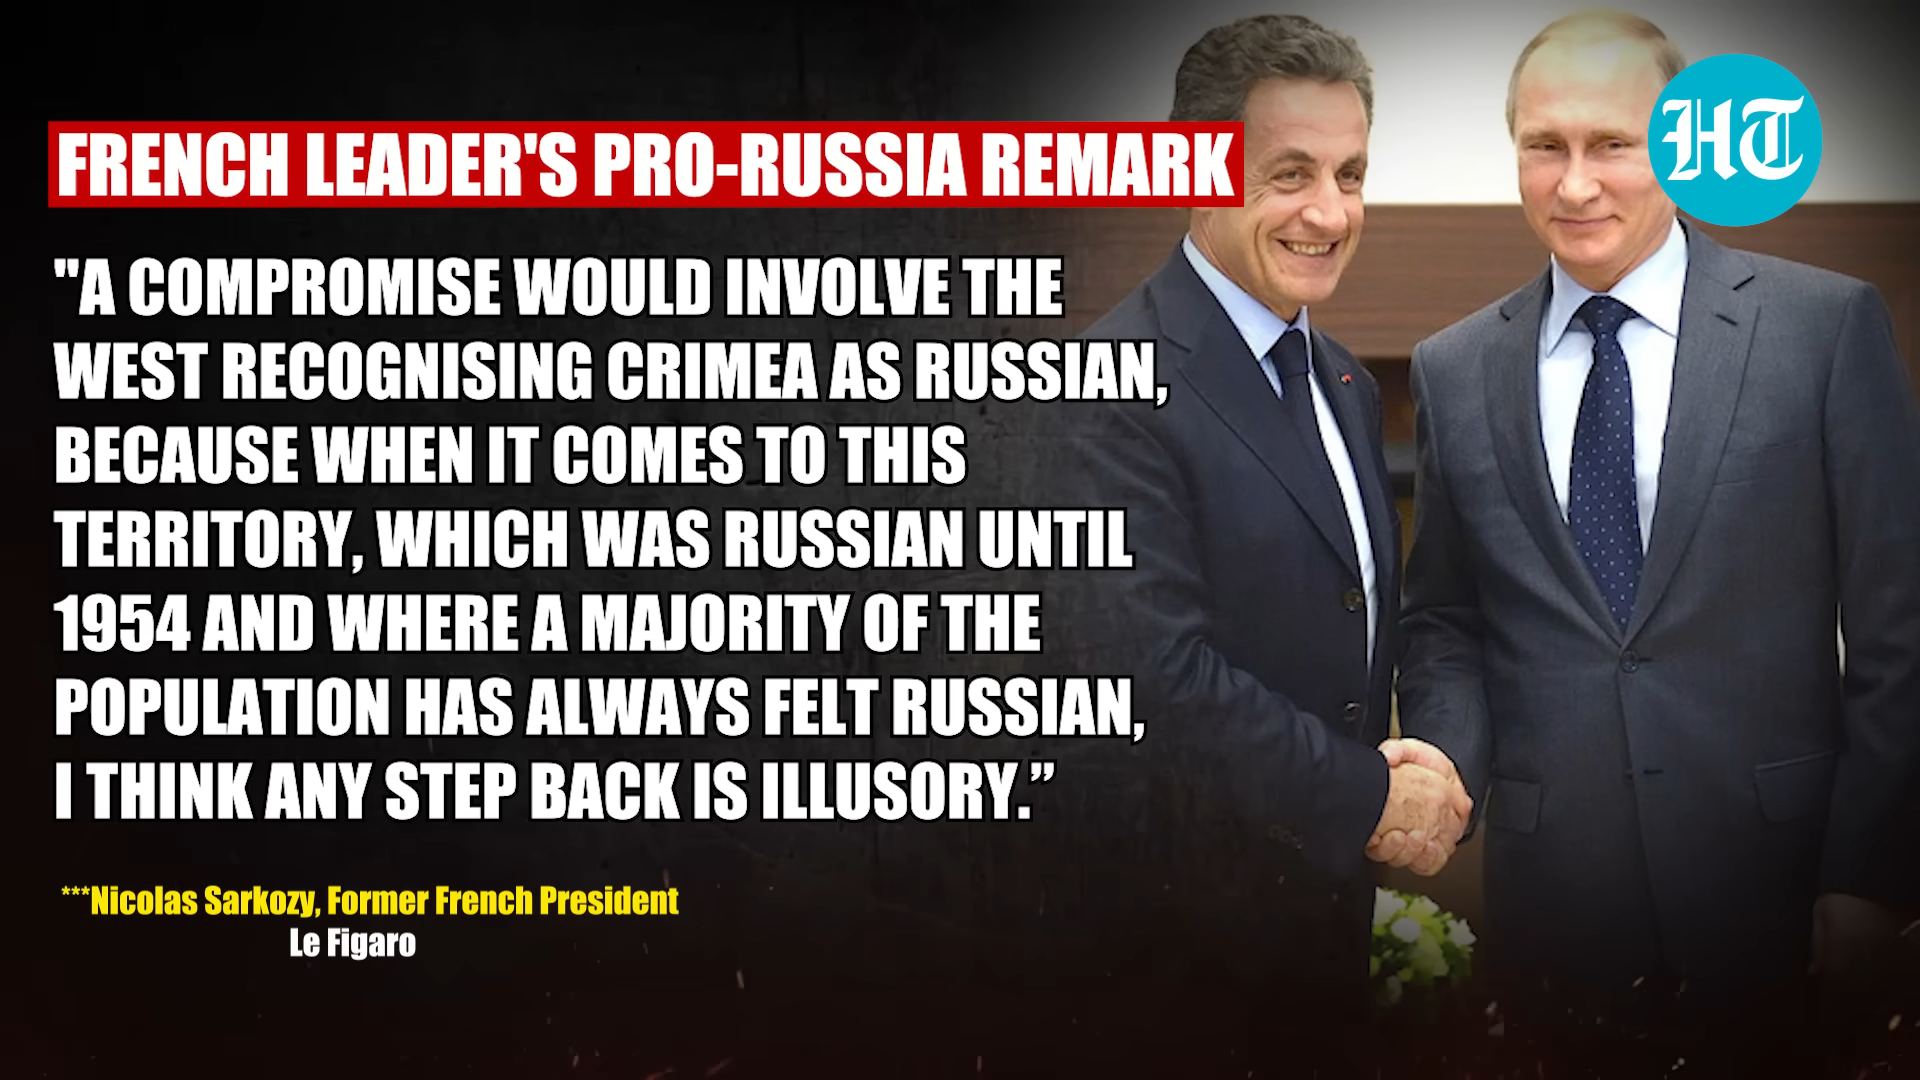 HT
FRENCH LEADER'S PRO-RUSSIA REMARK
"A COMPROMISE WOULD INVOLVE THE
WEST RECOGNISING CRIMEA AS RUSSIAN,
BECAUSE WHEN IT COMES TO THIS
TERRITORY, WHICH WAS RUSSIAN UNTIL
1954 AND WHERE A MAJORITY OF THE
POPULATION HAS ALWAYS FELT RUSSIAN,
I THINK ANY STEP BACK IS ILLUSORY.”
***Nicolas Sarkozy, Former French President
Le Figaro